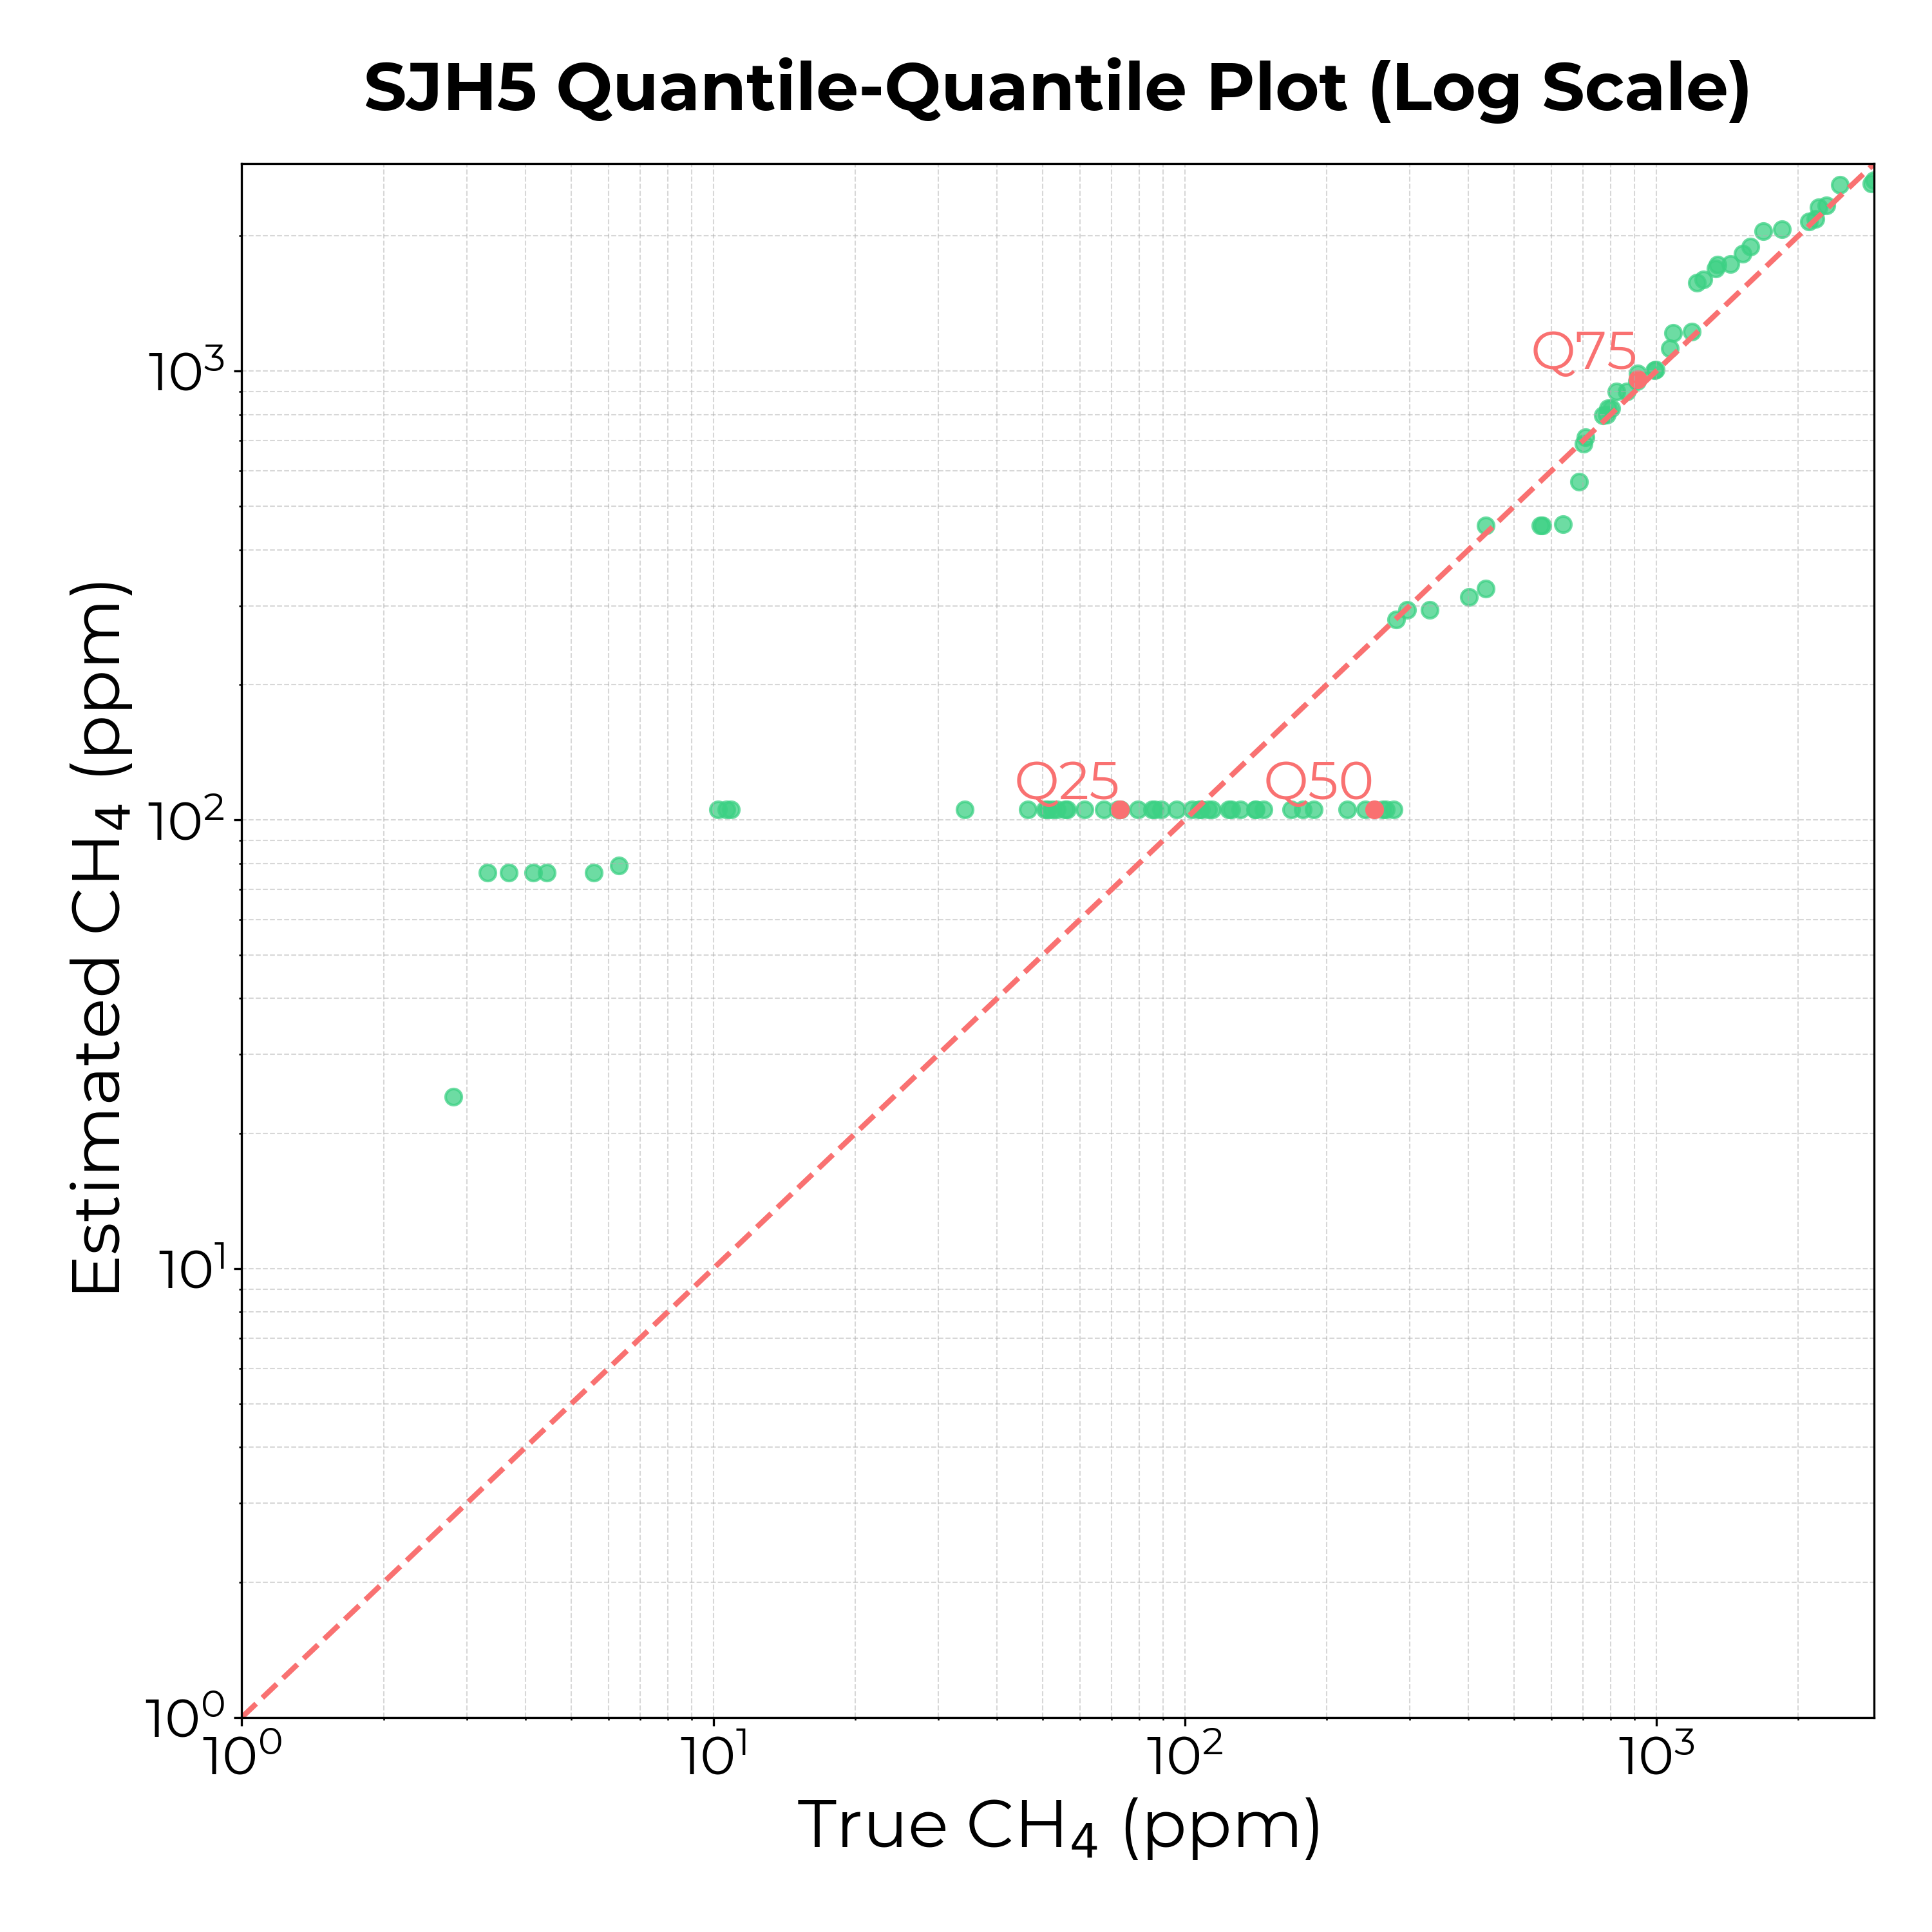 SJH5 Quantile-Quantile Plot (Log Scale)
Estimated CH₄ (ppm)
10³
10²
10¹
10⁰
Q75
Q25
Q50
10⁰
10¹
10²
10³
True CH₄ (ppm)